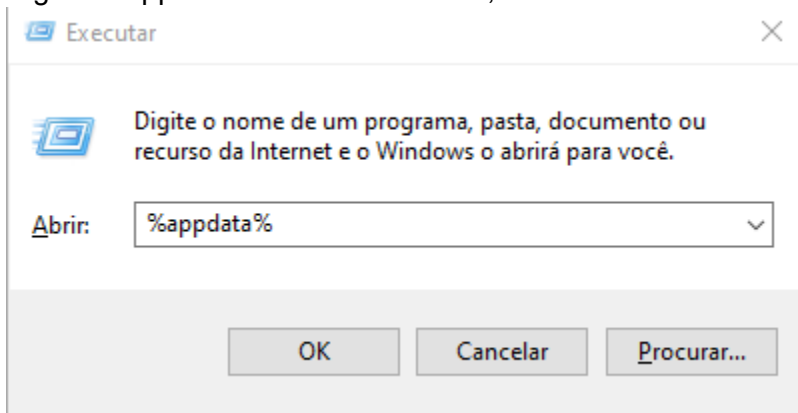 Executar
Digite o nome de um programa, pasta, documento ou
recurso da Internet e o Windows o abrirá para você.
Abrir:
%appdata%
OK
Cancelar
Procurar...